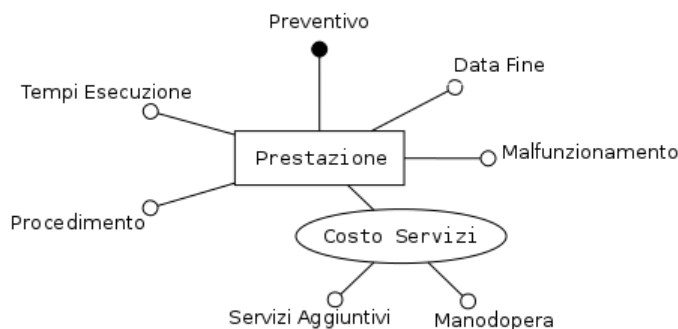 Preventivo
Data Fine
Tempi Esecuzione
Prestazione
Malfunzionamento
Procedimento
Costo Servizi
Servizi Aggiuntivi
Manodopera